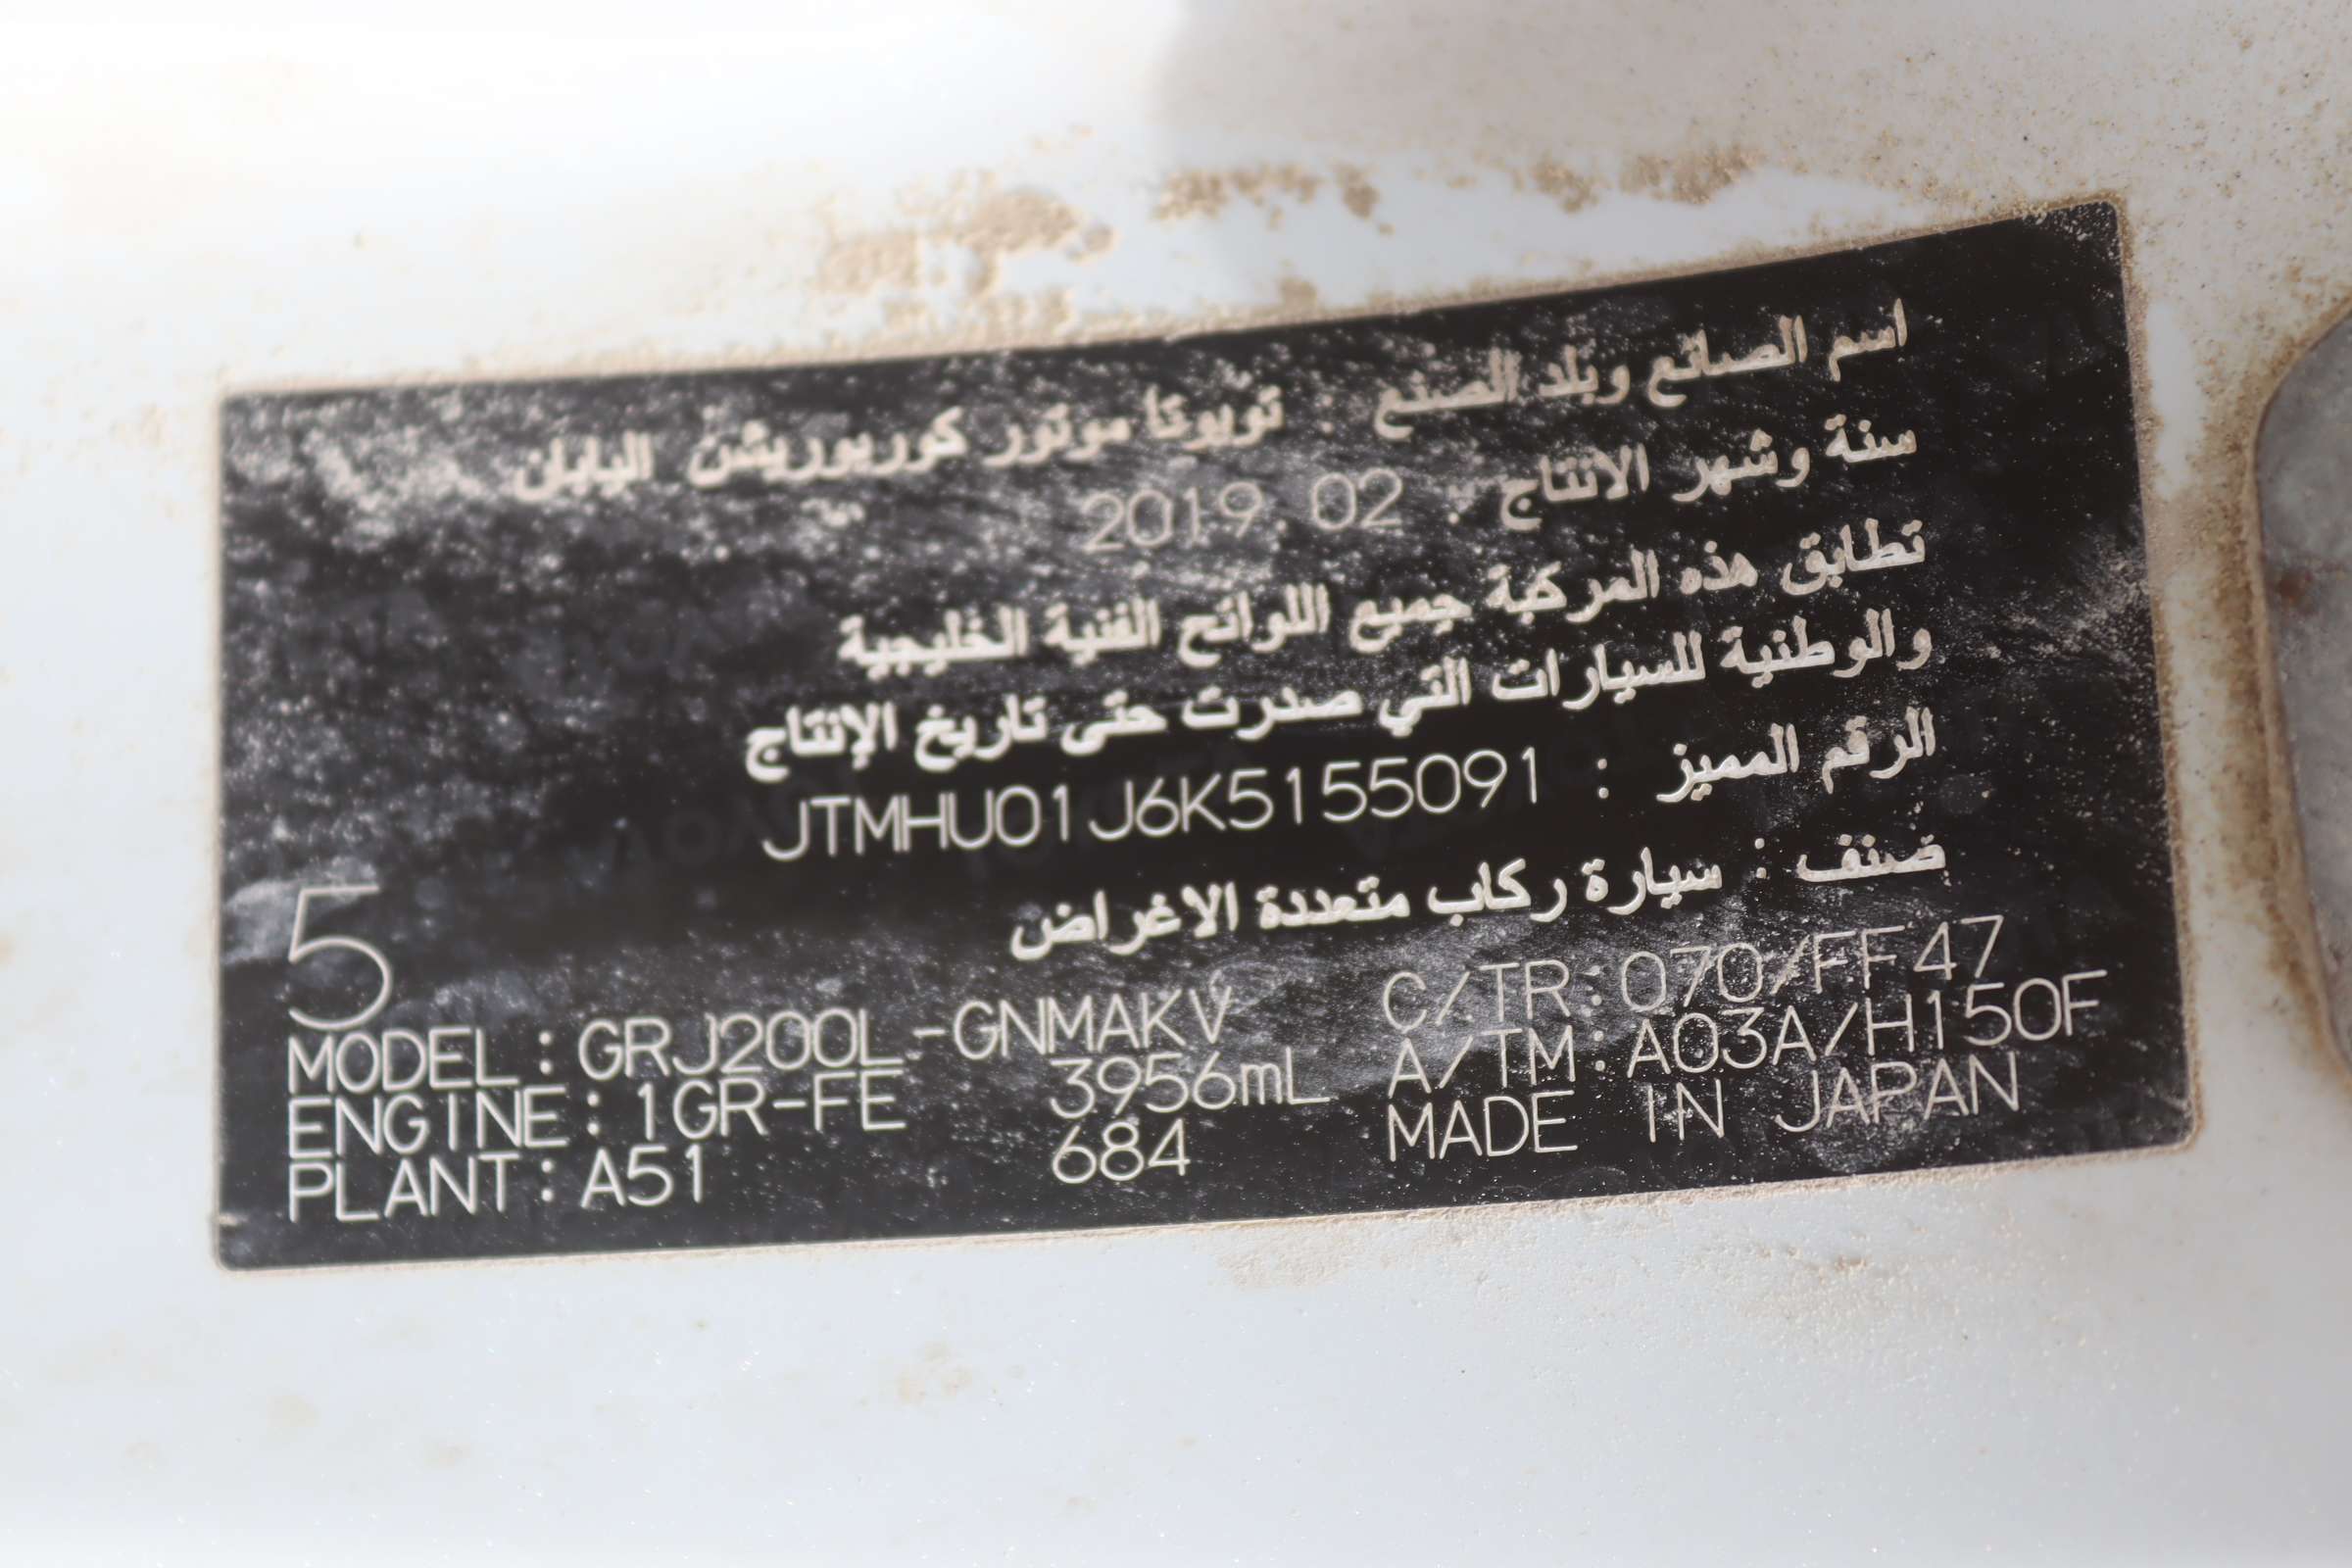 اسم الصانع وبلد الصنع : تويوتا موتور كوربوريشن اليابان
سنة وشهر الانتاج : 2019.02
تطابق هذه المركبة جميع اللوائح الفنية الخليجية
والوطنية للسيارات التي صدرت حتى تاريخ الإنتاج
الرقم المميز : JTMHU01J6K5155091
صنف : سيارة ركاب متعددة الاغراض
5
MODEL : GRJ200L-GNMAKV C/TR : 070/FF47
ENGINE : 1GR-FE 3956mL A/TM : A03A/H150F
PLANT : A51 684 MADE IN JAPAN